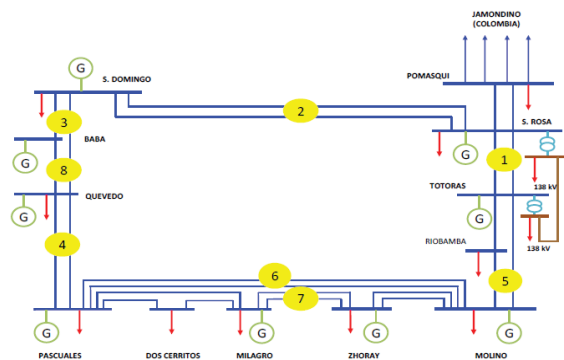 JAMONDINO
(COLOMBIA)
G
S. DOMINGO
POMASQUI
3
2
S. ROSA
BABA
G
G
1
8
138 kV
QUEVEDO
TOTORAS
G
G
4
RIOBAMBA
138 kV
6
5
7
G
G
G
G
PASCUALES
DOS CERRITOS
MILAGRO
ZHORAY
MOLINO